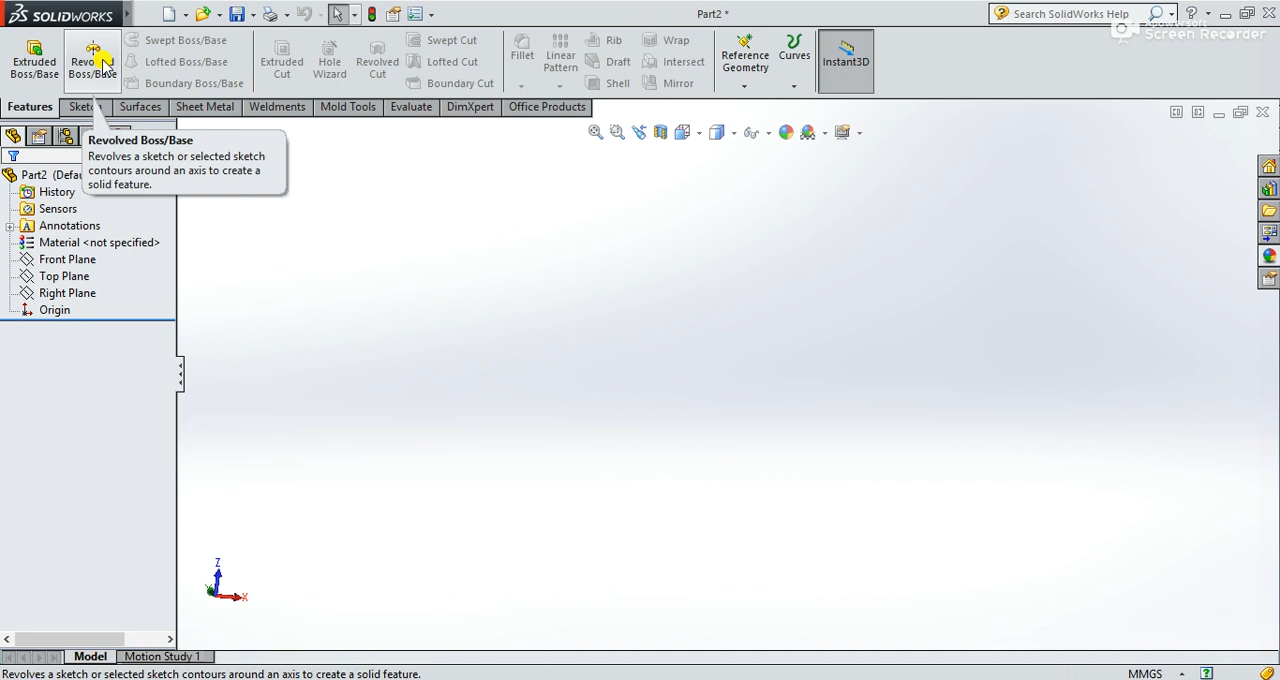 SOLIDWORKS
Part2 *
Search SolidWorks Help
Screen Recorder
Extruded Boss/Base
Revolved Boss/Base
Swept Boss/Base
Lofted Boss/Base
Boundary Boss/Base
Extruded Cut
Hole Wizard
Revolved Cut
Swept Cut
Lofted Cut
Boundary Cut
Fillet
Linear Pattern
Rib
Draft
Shell
Wrap
Intersect
Mirror
Reference Geometry
Curves
Instant3D
Features
Sketch
Surfaces
Sheet Metal
Weldments
Mold Tools
Evaluate
DimXpert
Office Products
Revolved Boss/Base
Revolves a sketch or selected sketch
contours around an axis to create a
solid feature.
Part2 (Defau
History
Sensors
Annotations
Material <not specified>
Front Plane
Top Plane
Right Plane
Origin
Z
Y
X
Model
Motion Study 1
Revolves a sketch or selected sketch contours around an axis to create a solid feature.
MMGS